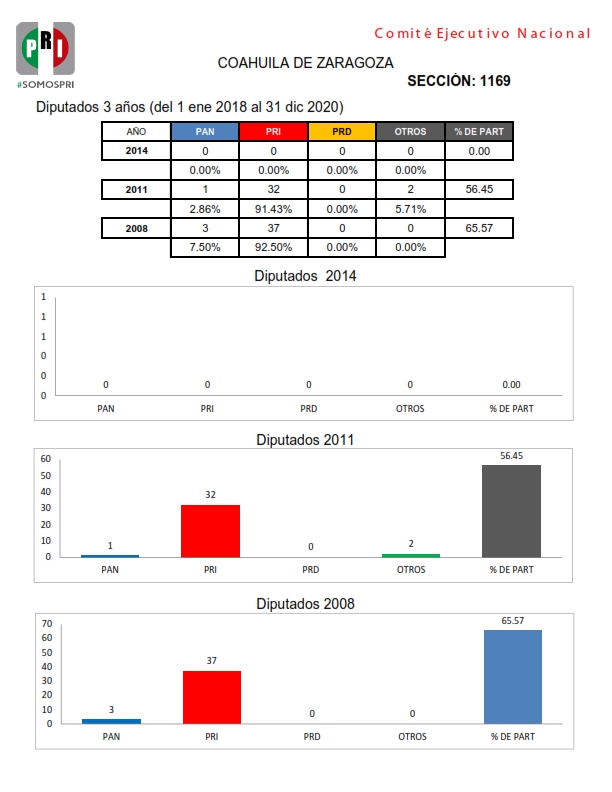 PRI
#SOMOSPRI
Comité Ejecutivo Nacional
COAHUILA DE ZARAGOZA
SECCIÓN: 1169
Diputados 3 años (del 1 ene 2018 al 31 dic 2020)
AÑO PAN PRI PRD OTROS % DE PART
2014 0 0 0 0 0.00
0.00% 0.00% 0.00% 0.00%
2011 1 32 0 2 56.45
2.86% 91.43% 0.00% 5.71%
2008 3 37 0 0 65.57
7.50% 92.50% 0.00% 0.00%
Diputados 2014
1
1
1
0
0
0
0 0 0 0 0.00
PAN PRI PRD OTROS % DE PART
Diputados 2011
60
50
40
30
20
10
0
1 32 0 2 56.45
PAN PRI PRD OTROS % DE PART
Diputados 2008
70
60
50
40
30
20
10
0
3 37 0 0 65.57
PAN PRI PRD OTROS % DE PART